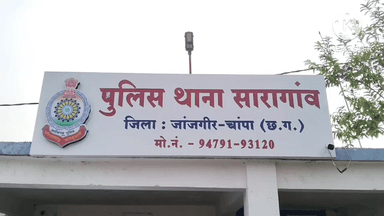 पुलिस थाना सारागांव
जिला : जांजगीर-चांपा (छ.ग.)
मो.नं. - 94791-93120